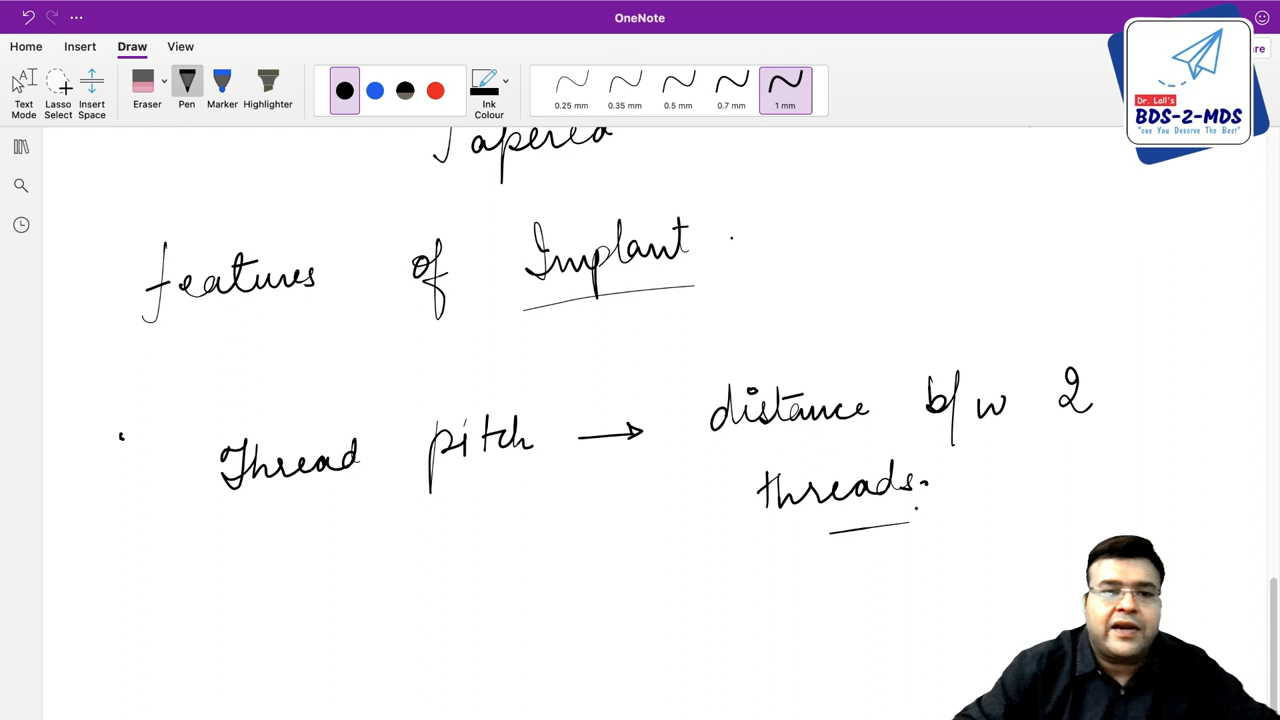 OneNote
Home Insert Draw View
are
Text Mode
Lasso Select
Insert Space
Eraser
Pen
Marker
Highlighter
Ink Colour
0.25 mm
0.35 mm
0.5 mm
0.7 mm
1 mm
Dr. Lall's
BDS-2-MDS
"cos You Deserve The Best"
Tapered
features of Implant
Thread pitch → distance b/w 2
threads.